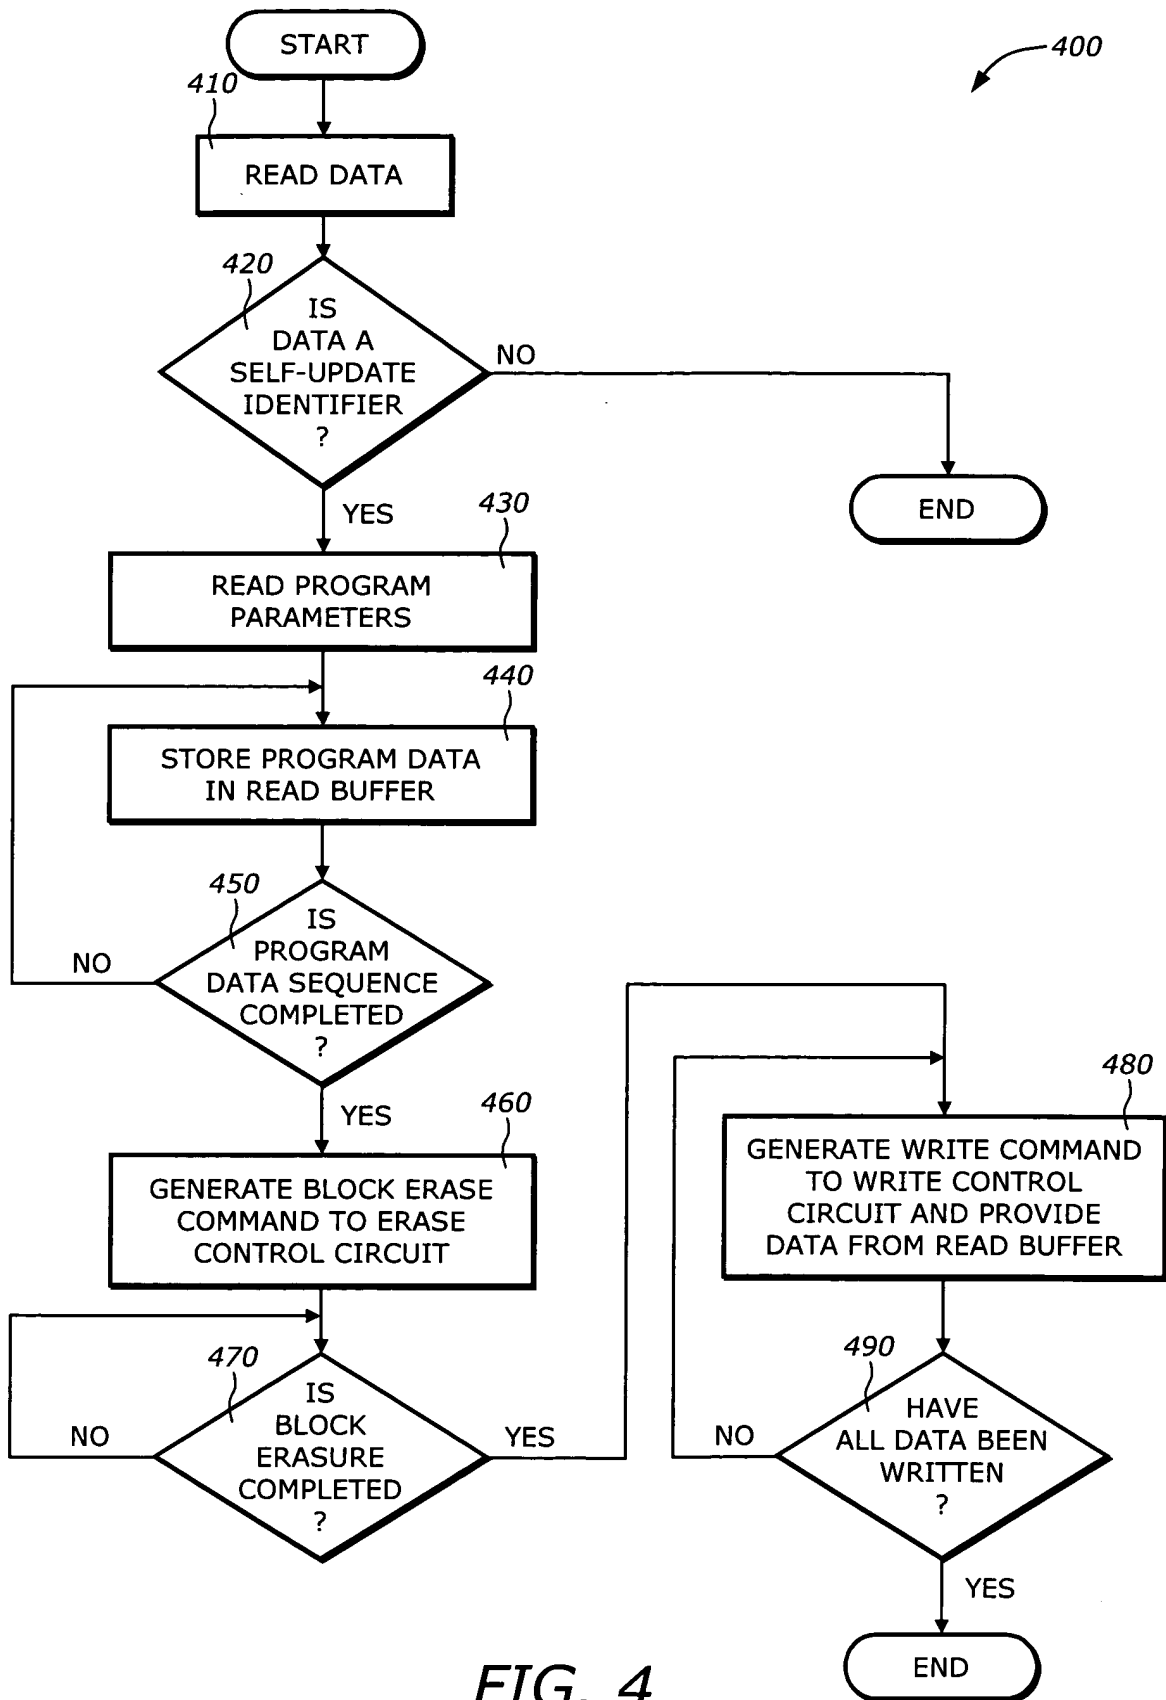 START
400
410
READ DATA
420
IS
DATA A
SELF-UPDATE
IDENTIFIER
?
NO
END
YES
430
READ PROGRAM
PARAMETERS
440
STORE PROGRAM DATA
IN READ BUFFER
450
IS
PROGRAM
DATA SEQUENCE
COMPLETED
?
NO
YES
460
GENERATE BLOCK ERASE
COMMAND TO ERASE
CONTROL CIRCUIT
470
IS
BLOCK
ERASURE
COMPLETED
?
NO
YES
480
GENERATE WRITE COMMAND
TO WRITE CONTROL
CIRCUIT AND PROVIDE
DATA FROM READ BUFFER
490
HAVE
ALL DATA BEEN
WRITTEN
?
NO
YES
END
FIG. 4